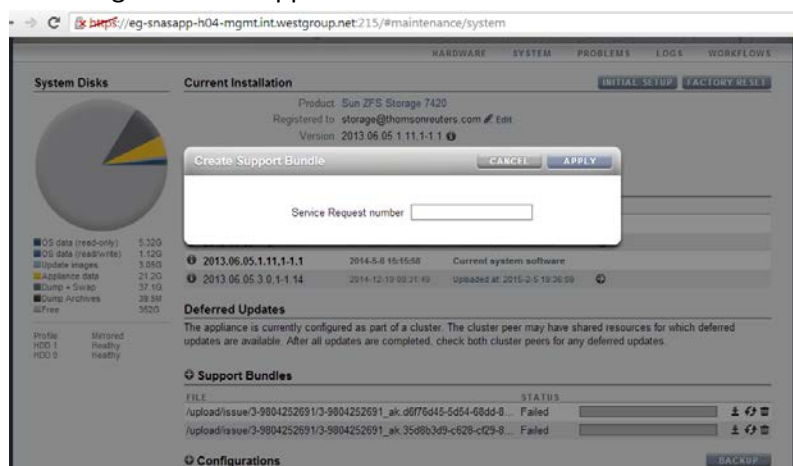 https://eg-snasapp-h04-mgmt.int.westgroup.net:215/#maintenance/system
HARDWARE SYSTEM PROBLEMS LOGS WORKFLOWS
System Disks
Current Installation
INITIAL SETUP FACTORY RESET
Product Sun ZFS Storage 7420
Registered to storage@thomsonreuters.com Edit
Version 2013.06.05.1.11,1-1.1
Create Support Bundle
CANCEL APPLY
Service Request number
OS data (read-only) 5.32G
OS data (read/write) 1.12G
Update images 3.06G
Appliance data 21.2G
Dump + Swap 37.1G
Dump Archives 28.5M
Free 352G
2013.06.05.1.11,1-1.1 2014-5-6 15:15:58 Current system software
2013.06.05.3.0,1-1.14 2014-12-19 Uploaded at: 2015-2-5
Deferred Updates
The appliance is currently configured as part of a cluster. The cluster peer may have shared resources for which deferred
updates are available. After all updates are completed, check both cluster peers for any deferred updates.
Profile Mirrored
HDD 1 Healthy
HDD 0 Healthy
Support Bundles
FILE STATUS
/upload/issue/3-9804252691/3-9804252691_ak.d6f76d45-5d54-68dd-8... Failed
/upload/issue/3-9804252691/3-9804252691_ak.35d8b3d9-c628-cf29-8... Failed
Configurations
BACKUP